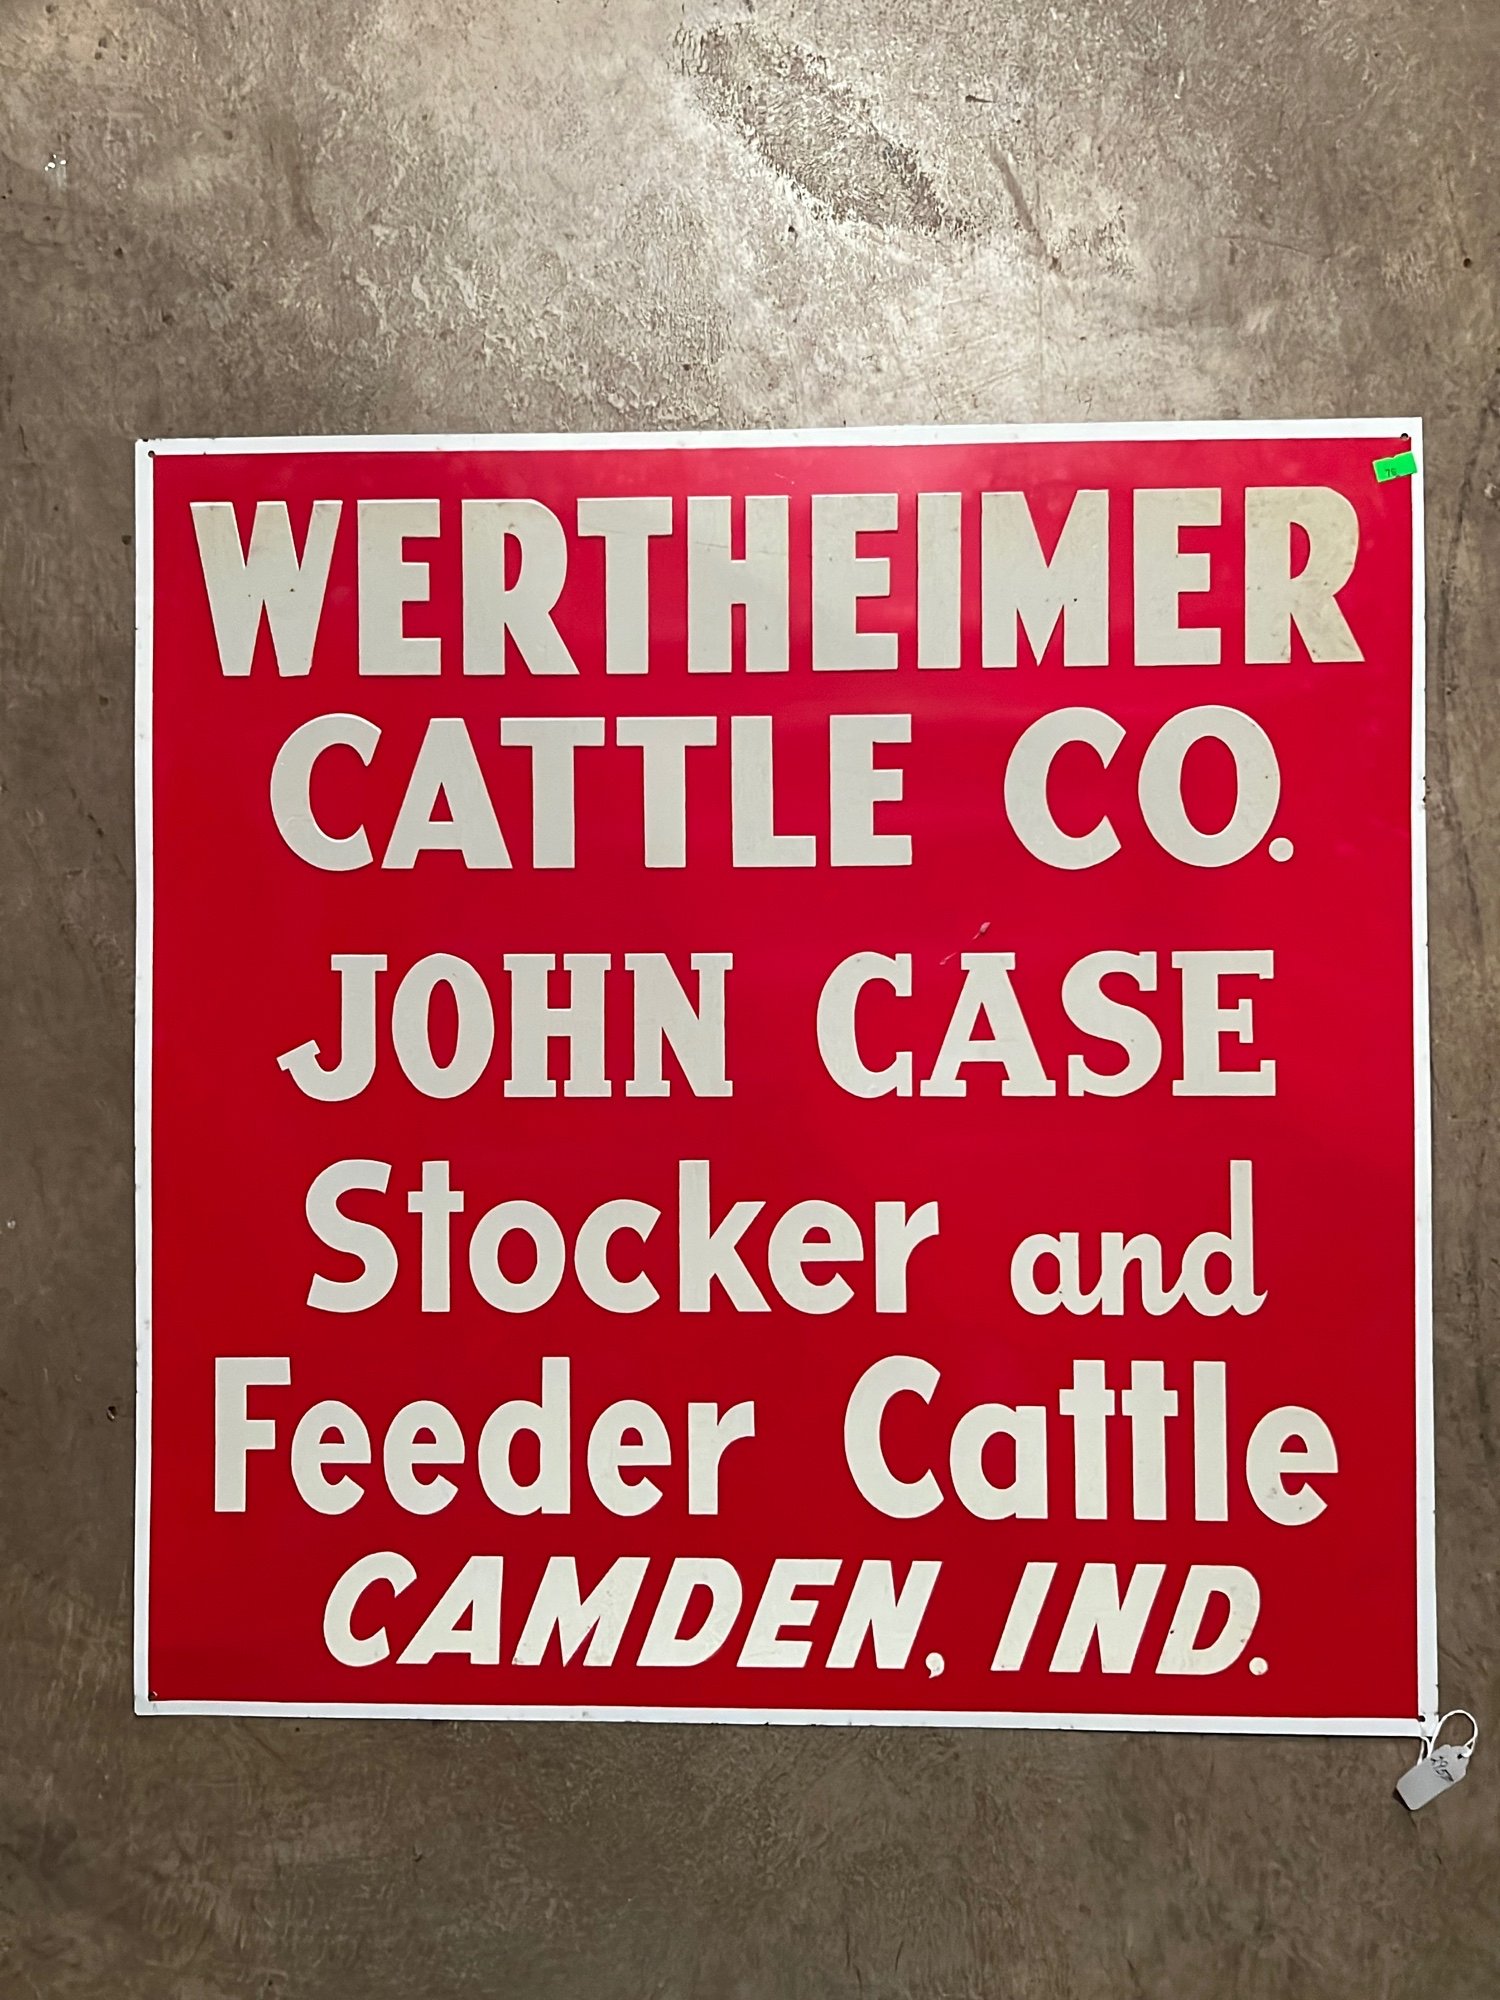 WERTHEIMER
CATTLE CO.
JOHN CASE
Stocker and
Feeder Cattle
CAMDEN, IND.